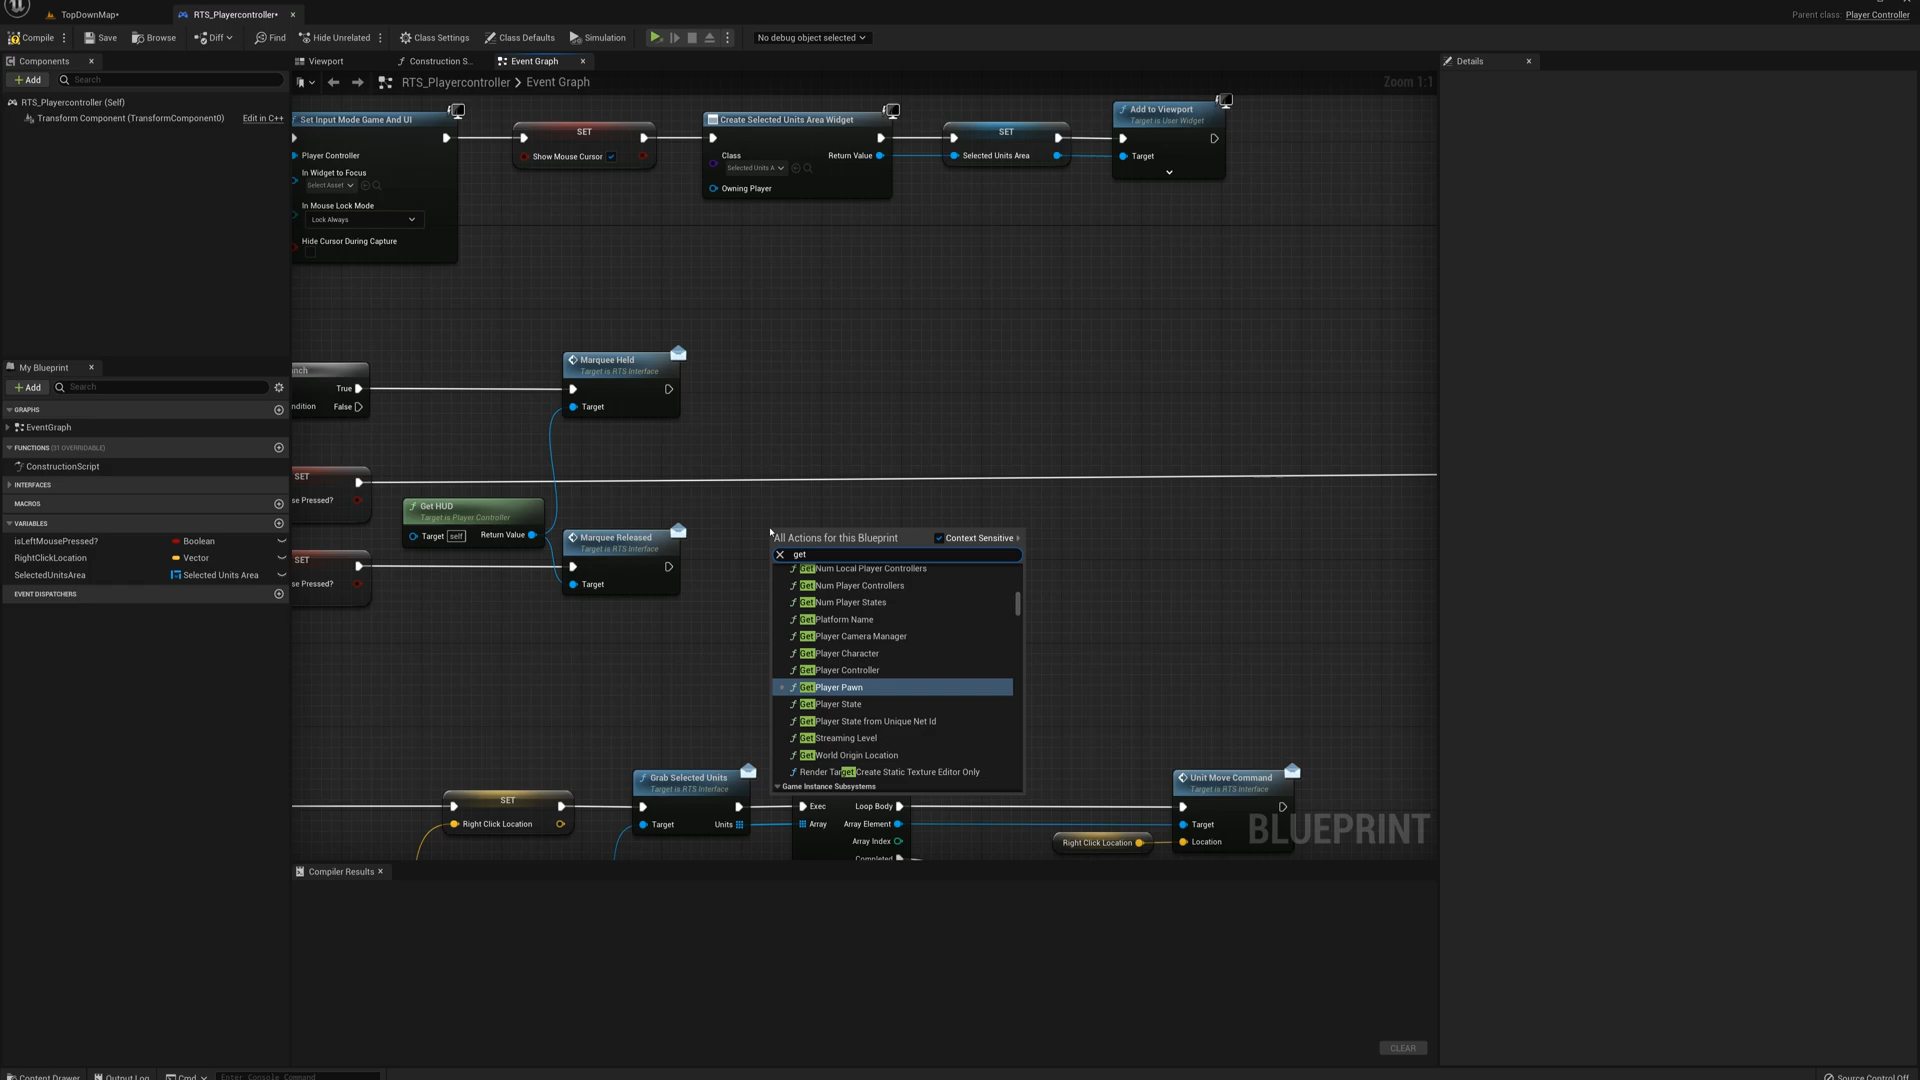 TopDownMap*
RTS_Playercontroller*
Parent class: Player Controller
Compile
Save
Browse
Diff
Find
Hide Unrelated
Class Settings
Class Defaults
Simulation
No debug object selected
Components
Add
Search
RTS_Playercontroller (Self)
Transform Component (TransformComponent0)
Edit in C++
Viewport
Construction S...
Event Graph
RTS_Playercontroller > Event Graph
Zoom 1:1
Details
Set Input Mode Game And UI
Player Controller
In Widget to Focus
Select Asset
In Mouse Lock Mode
Lock Always
Hide Cursor During Capture
SET
Show Mouse Cursor
Create Selected Units Area Widget
Class
Return Value
Selected Units A
Owning Player
SET
Selected Units Area
Add to Viewport
Target is User Widget
Target
My Blueprint
Add
Search
GRAPHS
EventGraph
FUNCTIONS (31 OVERRIDABLE)
ConstructionScript
INTERFACES
MACROS
VARIABLES
isLeftMousePressed?
Boolean
RightClickLocation
Vector
SelectedUnitsArea
Selected Units Area
EVENT DISPATCHERS
nch
True
ndition
False
SET
se Pressed?
SET
se Pressed?
Get HUD
Target is Player Controller
Target
self
Return Value
Marquee Held
Target is RTS Interface
Target
Marquee Released
Target is RTS Interface
Target
All Actions for this Blueprint
Context Sensitive
get
Get Num Local Player Controllers
Get Num Player Controllers
Get Num Player States
Get Platform Name
Get Player Camera Manager
Get Player Character
Get Player Controller
Get Player Pawn
Get Player State
Get Player State from Unique Net Id
Get Streaming Level
Get World Origin Location
Render Target Create Static Texture Editor Only
Game Instance Subsystems
SET
Right Click Location
Grab Selected Units
Target is RTS Interface
Target
Units
Exec
Loop Body
Array
Array Element
Array Index
Completed
Right Click Location
Unit Move Command
Target is RTS Interface
Target
Location
BLUEPRINT
Compiler Results
CLEAR
Content Drawer
Output Log
Cmd
Enter Console Command
Source Control Off